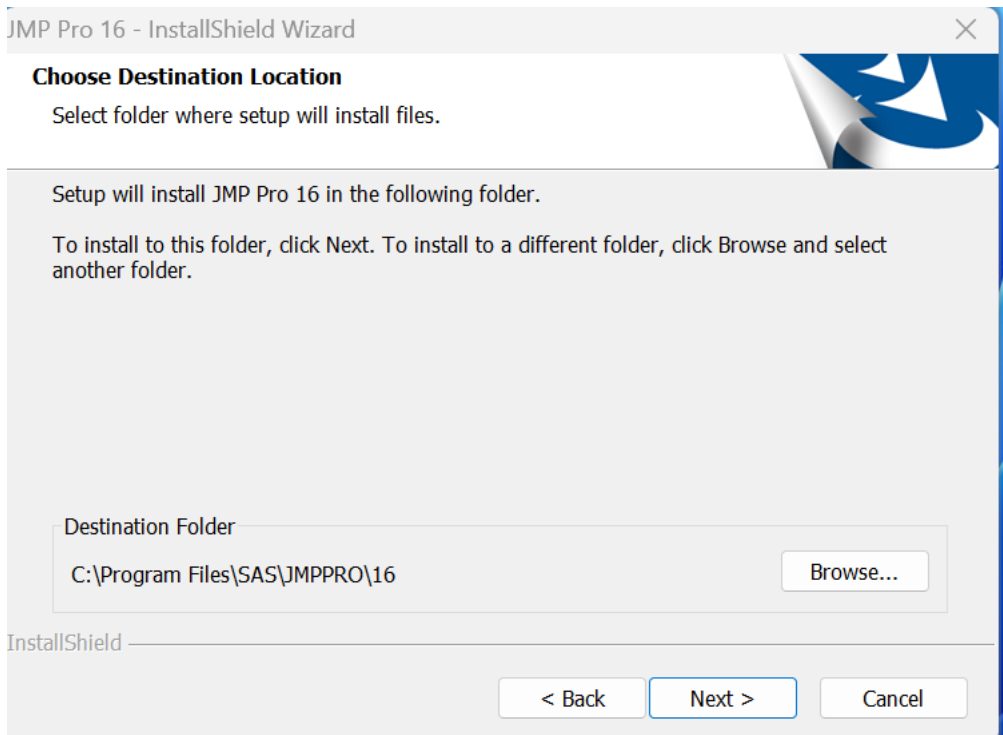 JMP Pro 16 - InstallShield Wizard
Choose Destination Location
Select folder where setup will install files.
Setup will install JMP Pro 16 in the following folder.
To install to this folder, click Next. To install to a different folder, click Browse and select
another folder.
Destination Folder
C:\Program Files\SAS\JMPPRO\16
Browse...
InstallShield
< Back
Next >
Cancel